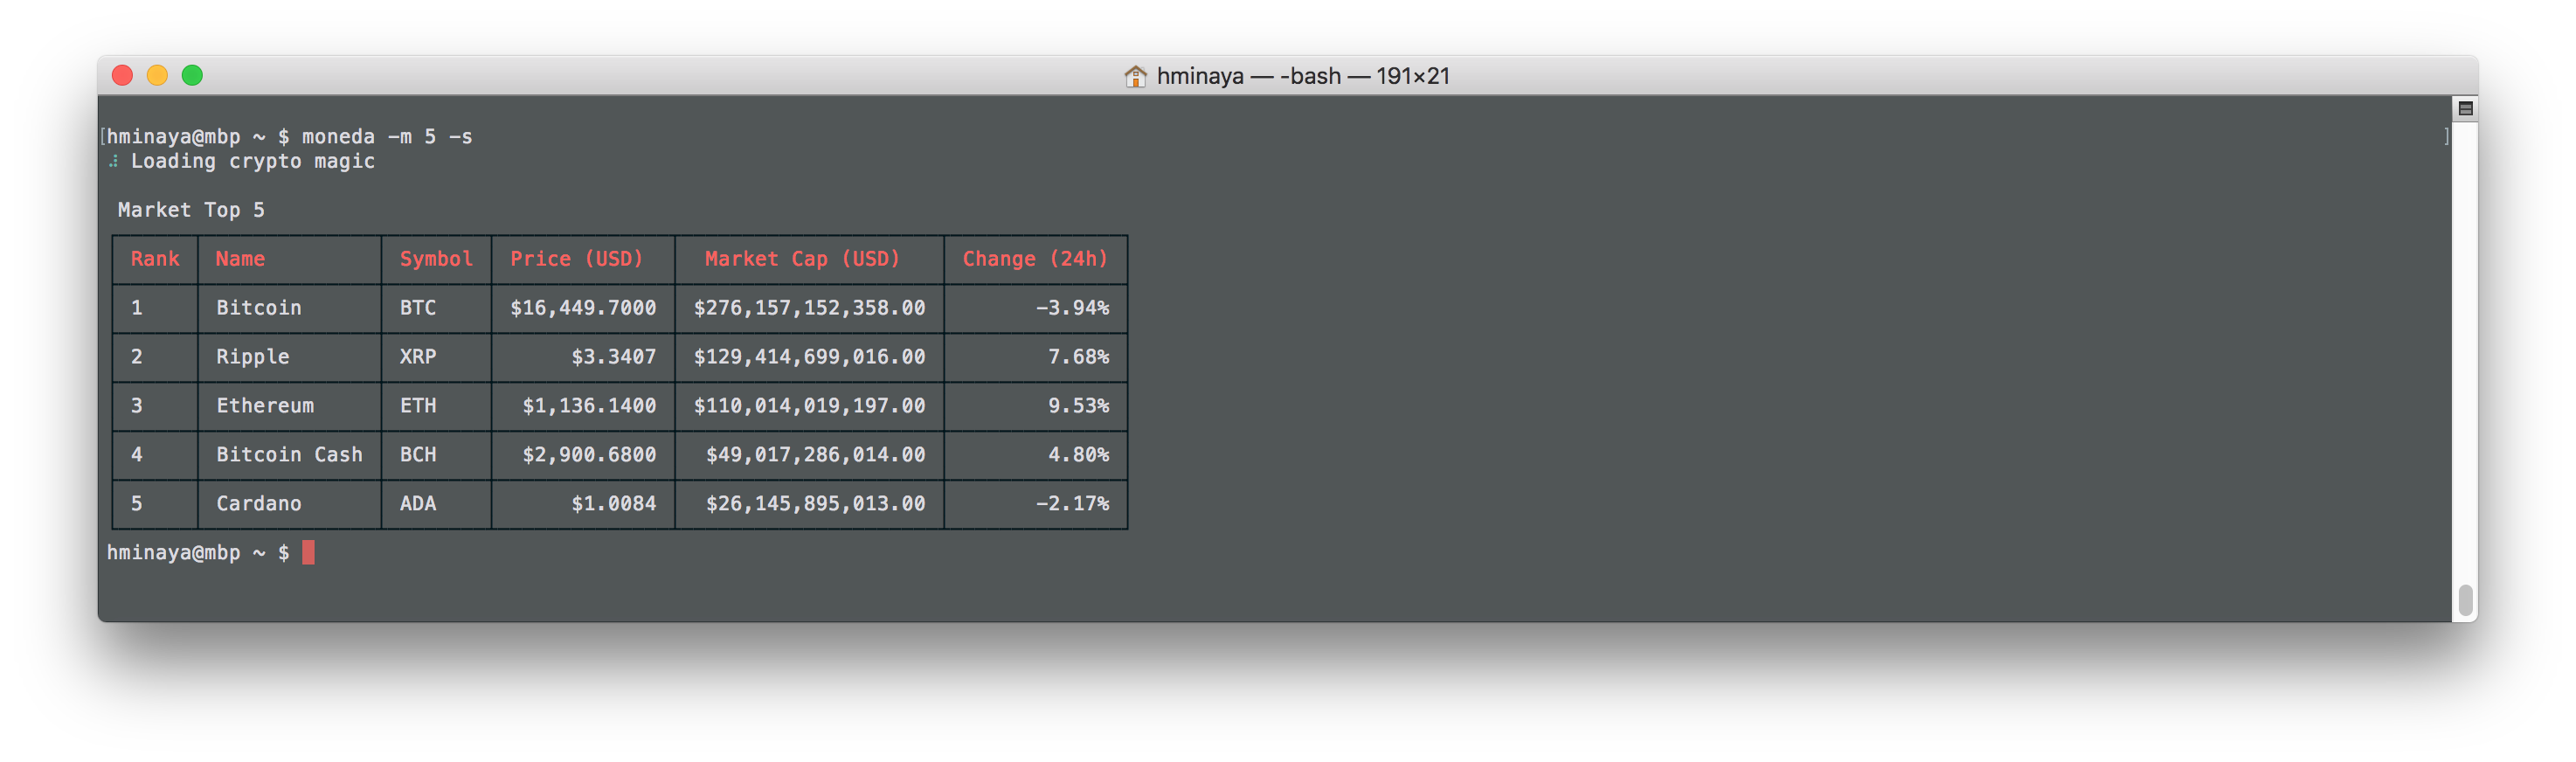 hminaya — -bash — 191×21
[hminaya@mbp ~ $ moneda -m 5 -s ]
⠼ Loading crypto magic
Market Top 5
Rank Name Symbol Price (USD) Market Cap (USD) Change (24h)
1 Bitcoin BTC $16,449.7000 $276,157,152,358.00 -3.94%
2 Ripple XRP $3.3407 $129,414,699,016.00 7.68%
3 Ethereum ETH $1,136.1400 $110,014,019,197.00 9.53%
4 Bitcoin Cash BCH $2,900.6800 $49,017,286,014.00 4.80%
5 Cardano ADA $1.0084 $26,145,895,013.00 -2.17%
hminaya@mbp ~ $